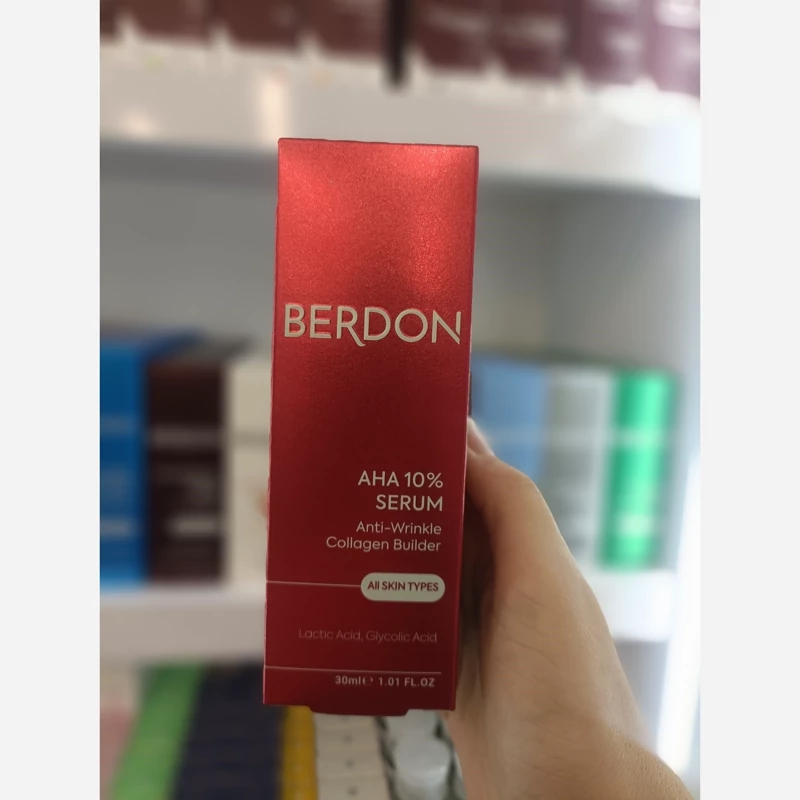 BERDON
AHA 10%
SERUM
Anti-Wrinkle
Collagen Builder
All SKIN TYPES
Lactic Acid, Glycolic Acid
30ml℮ 1.01 FL.OZ